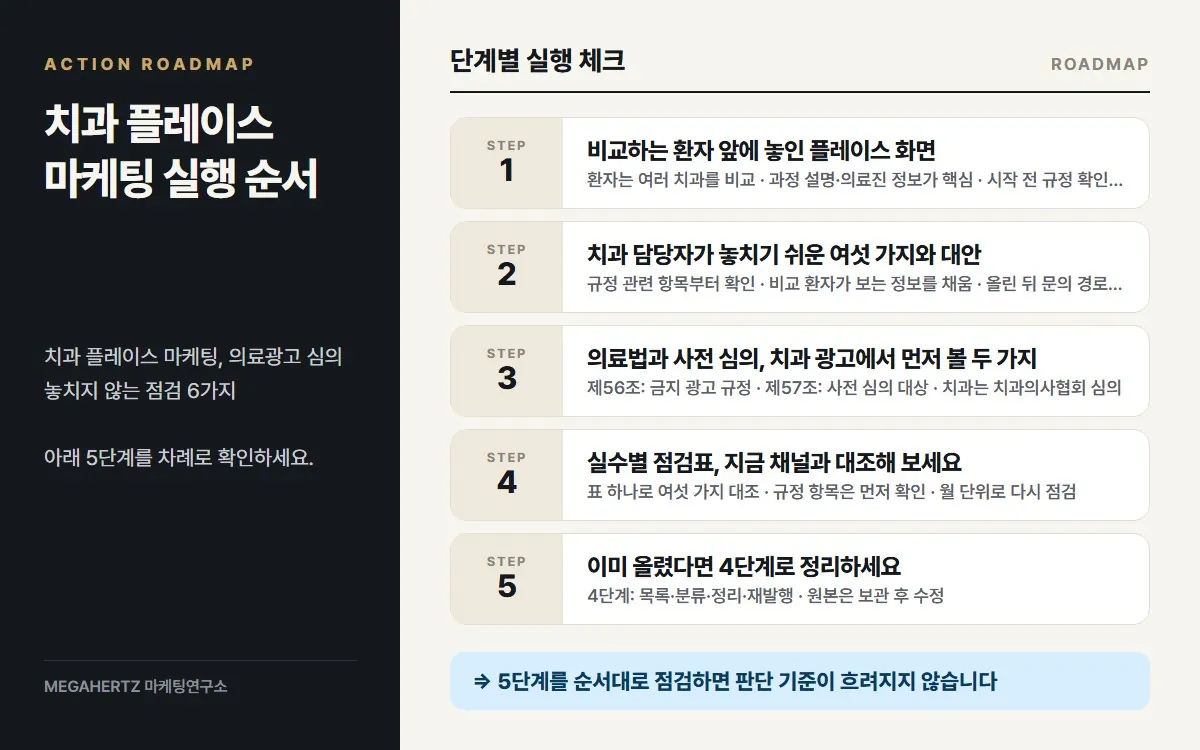 ACTION ROADMAP
치과 플레이스
마케팅 실행 순서
치과 플레이스 마케팅, 의료광고 심의
놓치지 않는 점검 6가지
아래 5단계를 차례로 확인하세요.
MEGAHERTZ 마케팅연구소
단계별 실행 체크
ROADMAP
STEP
1
비교하는 환자 앞에 놓인 플레이스 화면
환자는 여러 치과를 비교 · 과정 설명·의료진 정보가 핵심 · 시작 전 규정 확인...
STEP
2
치과 담당자가 놓치기 쉬운 여섯 가지와 대안
규정 관련 항목부터 확인 · 비교 환자가 보는 정보를 채움 · 올린 뒤 문의 경로...
STEP
3
의료법과 사전 심의, 치과 광고에서 먼저 볼 두 가지
제56조: 금지 광고 규정 · 제57조: 사전 심의 대상 · 치과는 치과의사협회 심의
STEP
4
실수별 점검표, 지금 채널과 대조해 보세요
표 하나로 여섯 가지 대조 · 규정 항목은 먼저 확인 · 월 단위로 다시 점검
STEP
5
이미 올렸다면 4단계로 정리하세요
4단계: 목록·분류·정리·재발행 · 원본은 보관 후 수정
→ 5단계를 순서대로 점검하면 판단 기준이 흐려지지 않습니다